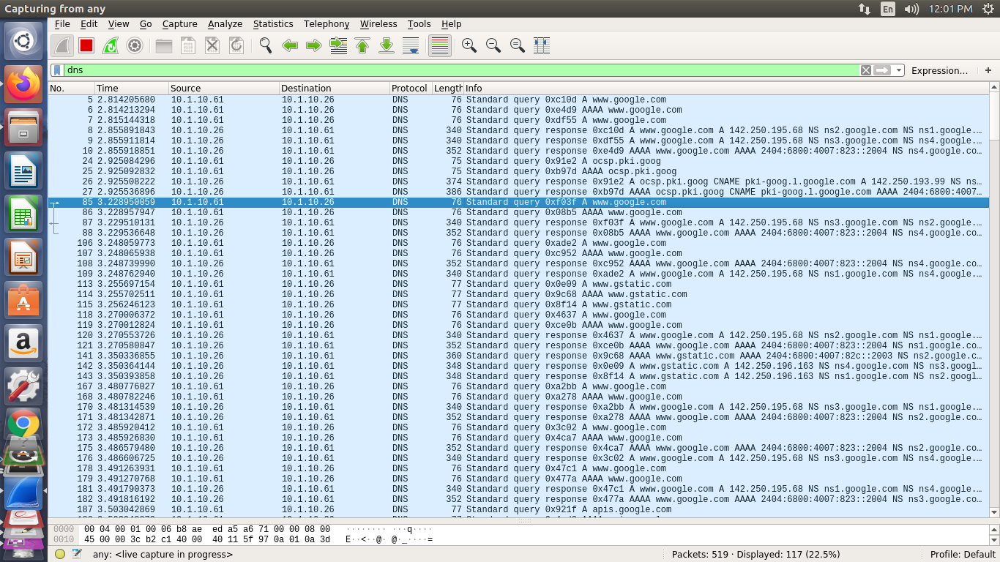 Capturing from any En 12:01 PM
File Edit View Go Capture Analyze Statistics Telephony Wireless Tools Help
dns Expression… +
No. Time Source Destination Protocol Length Info
5 2.814205680 10.1.10.61 10.1.10.26 DNS 76 Standard query 0xc10d A www.google.com
6 2.814213294 10.1.10.61 10.1.10.26 DNS 76 Standard query 0xe4d9 AAAA www.google.com
7 2.815144318 10.1.10.61 10.1.10.26 DNS 76 Standard query 0xdf55 A www.google.com
8 2.855891843 10.1.10.26 10.1.10.61 DNS 340 Standard query response 0xc10d A www.google.com A 142.250.195.68 NS ns2.google.com NS ns1.google.…
9 2.855911814 10.1.10.26 10.1.10.61 DNS 340 Standard query response 0xdf55 A www.google.com A 142.250.195.68 NS ns3.google.com NS ns4.google.…
10 2.855918851 10.1.10.26 10.1.10.61 DNS 352 Standard query response 0xe4d9 AAAA www.google.com AAAA 2404:6800:4007:823::2004 NS ns4.google.co…
24 2.925084296 10.1.10.61 10.1.10.26 DNS 75 Standard query 0x91e2 A ocsp.pki.goog
25 2.925092832 10.1.10.61 10.1.10.26 DNS 75 Standard query 0xb97d AAAA ocsp.pki.goog
26 2.925508222 10.1.10.26 10.1.10.61 DNS 374 Standard query response 0x91e2 A ocsp.pki.goog CNAME pki-goog.l.google.com A 142.250.193.99 NS ns…
27 2.925536896 10.1.10.26 10.1.10.61 DNS 386 Standard query response 0xb97d AAAA ocsp.pki.goog CNAME pki-goog.l.google.com AAAA 2404:6800:4007…
85 3.228950059 10.1.10.61 10.1.10.26 DNS 76 Standard query 0xf03f A www.google.com
86 3.228957947 10.1.10.61 10.1.10.26 DNS 76 Standard query 0x08b5 AAAA www.google.com
87 3.229510131 10.1.10.26 10.1.10.61 DNS 340 Standard query response 0xf03f A www.google.com A 142.250.195.68 NS ns3.google.com NS ns2.google.…
88 3.229536648 10.1.10.26 10.1.10.61 DNS 352 Standard query response 0x08b5 AAAA www.google.com AAAA 2404:6800:4007:823::2004 NS ns4.google.co…
106 3.248059773 10.1.10.61 10.1.10.26 DNS 76 Standard query 0xade2 A www.google.com
107 3.248065938 10.1.10.61 10.1.10.26 DNS 76 Standard query 0xc952 AAAA www.google.com
108 3.248739990 10.1.10.26 10.1.10.61 DNS 352 Standard query response 0xc952 AAAA www.google.com AAAA 2404:6800:4007:823::2004 NS ns4.google.co…
109 3.248762940 10.1.10.26 10.1.10.61 DNS 340 Standard query response 0xade2 A www.google.com A 142.250.195.68 NS ns1.google.com NS ns4.google.…
113 3.255697154 10.1.10.61 10.1.10.26 DNS 77 Standard query 0x0e09 A www.gstatic.com
114 3.255702511 10.1.10.61 10.1.10.26 DNS 77 Standard query 0x9c68 AAAA www.gstatic.com
115 3.256246123 10.1.10.61 10.1.10.26 DNS 77 Standard query 0x8f14 A www.gstatic.com
118 3.270006372 10.1.10.61 10.1.10.26 DNS 76 Standard query 0x4637 A www.google.com
119 3.270012824 10.1.10.61 10.1.10.26 DNS 76 Standard query 0xce0b AAAA www.google.com
120 3.270553726 10.1.10.26 10.1.10.61 DNS 340 Standard query response 0x4637 A www.google.com A 142.250.195.68 NS ns2.google.com NS ns1.google.…
121 3.270580847 10.1.10.26 10.1.10.61 DNS 352 Standard query response 0xce0b AAAA www.google.com AAAA 2404:6800:4007:823::2004 NS ns2.google.co…
141 3.350336855 10.1.10.26 10.1.10.61 DNS 360 Standard query response 0x9c68 AAAA www.gstatic.com AAAA 2404:6800:4007:82c::2003 NS ns2.google.c…
142 3.350364144 10.1.10.26 10.1.10.61 DNS 348 Standard query response 0x0e09 A www.gstatic.com A 142.250.196.163 NS ns4.google.com NS ns3.googl…
143 3.350393858 10.1.10.26 10.1.10.61 DNS 348 Standard query response 0x8f14 A www.gstatic.com A 142.250.196.163 NS ns1.google.com NS ns2.googl…
167 3.480776027 10.1.10.61 10.1.10.26 DNS 76 Standard query 0xa2bb A www.google.com
168 3.480782246 10.1.10.61 10.1.10.26 DNS 76 Standard query 0xa278 AAAA www.google.com
170 3.481314539 10.1.10.26 10.1.10.61 DNS 340 Standard query response 0xa2bb A www.google.com A 142.250.195.68 NS ns3.google.com NS ns1.google.…
171 3.481342871 10.1.10.26 10.1.10.61 DNS 352 Standard query response 0xa278 AAAA www.google.com AAAA 2404:6800:4007:823::2004 NS ns2.google.co…
172 3.485920412 10.1.10.61 10.1.10.26 DNS 76 Standard query 0x3c02 A www.google.com
173 3.485926830 10.1.10.61 10.1.10.26 DNS 76 Standard query 0x4ca7 AAAA www.google.com
175 3.486579480 10.1.10.26 10.1.10.61 DNS 352 Standard query response 0x4ca7 AAAA www.google.com AAAA 2404:6800:4007:823::2004 NS ns2.google.co…
176 3.486606725 10.1.10.26 10.1.10.61 DNS 340 Standard query response 0x3c02 A www.google.com A 142.250.195.68 NS ns3.google.com NS ns4.google.…
178 3.491263931 10.1.10.61 10.1.10.26 DNS 76 Standard query 0x47c1 A www.google.com
179 3.491270768 10.1.10.61 10.1.10.26 DNS 76 Standard query 0x477a AAAA www.google.com
181 3.491790373 10.1.10.26 10.1.10.61 DNS 340 Standard query response 0x47c1 A www.google.com A 142.250.195.68 NS ns1.google.com NS ns4.google.…
182 3.491816192 10.1.10.26 10.1.10.61 DNS 352 Standard query response 0x477a AAAA www.google.com AAAA 2404:6800:4007:823::2004 NS ns3.google.co…
187 3.503042869 10.1.10.61 10.1.10.26 DNS 77 Standard query 0x921f A apis.google.com
0000 00 04 00 01 00 06 b8 ae ed a5 a6 71 00 00 08 00 ········ ···q····
0010 45 00 00 3c b2 c1 40 00 40 11 5f 97 0a 01 0a 3d E··<··@· @·_····=
any: <live capture in progress> Packets: 519 · Displayed: 117 (22.5%) Profile: Default